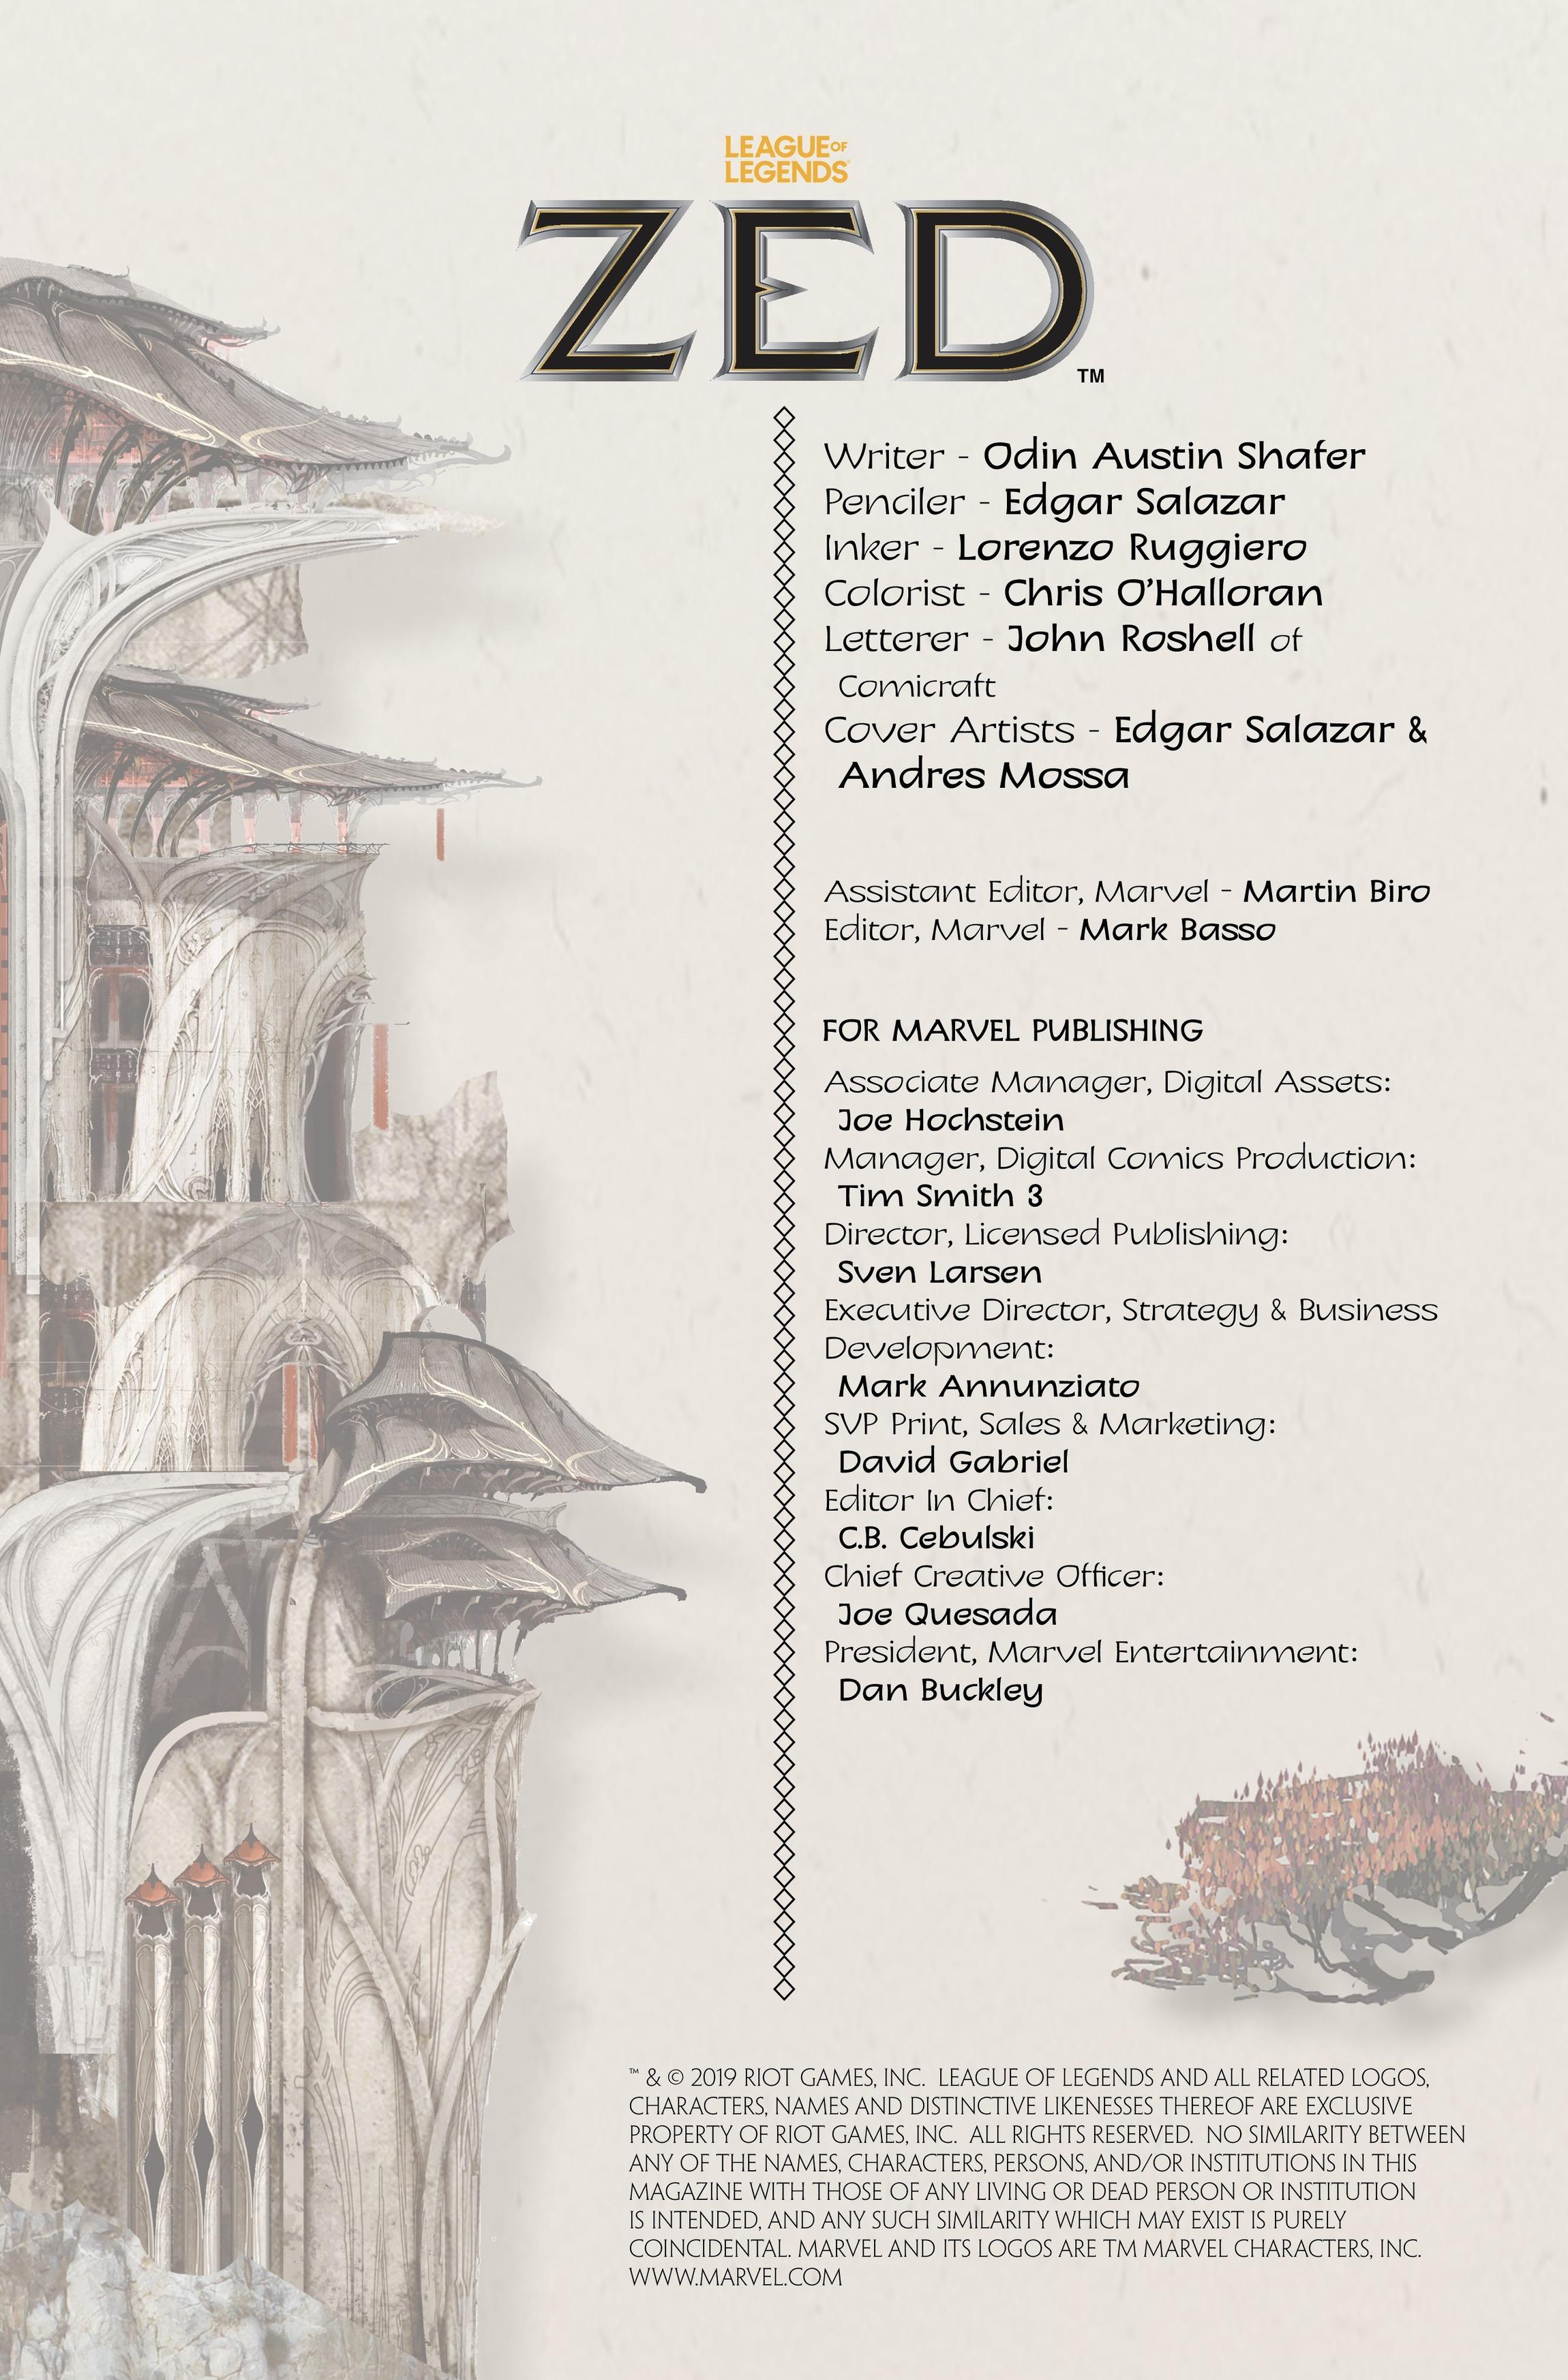 LEAGUE OF
LEGENDS
ZED™
Writer - Odin Austin Shafer
Penciler - Edgar Salazar
Inker - Lorenzo Ruggiero
Colorist - Chris O'Halloran
Letterer - John Roshell of
Comicraft
Cover Artists - Edgar Salazar &
Andres Mossa
Assistant Editor, Marvel - Martin Biro
Editor, Marvel - Mark Basso
FOR MARVEL PUBLISHING
Associate Manager, Digital Assets:
Joe Hochstein
Manager, Digital Comics Production:
Tim Smith 3
Director, Licensed Publishing:
Sven Larsen
Executive Director, Strategy & Business
Development:
Mark Annunziato
SVP Print, Sales & Marketing:
David Gabriel
Editor In Chief:
C.B. Cebulski
Chief Creative Officer:
Joe Quesada
President, Marvel Entertainment:
Dan Buckley
™ & © 2019 RIOT GAMES, INC. LEAGUE OF LEGENDS AND ALL RELATED LOGOS,
CHARACTERS, NAMES AND DISTINCTIVE LIKENESSES THEREOF ARE EXCLUSIVE
PROPERTY OF RIOT GAMES, INC. ALL RIGHTS RESERVED. NO SIMILARITY BETWEEN
ANY OF THE NAMES, CHARACTERS, PERSONS, AND/OR INSTITUTIONS IN THIS
MAGAZINE WITH THOSE OF ANY LIVING OR DEAD PERSON OR INSTITUTION
IS INTENDED, AND ANY SUCH SIMILARITY WHICH MAY EXIST IS PURELY
COINCIDENTAL. MARVEL AND ITS LOGOS ARE TM MARVEL CHARACTERS, INC.
WWW.MARVEL.COM